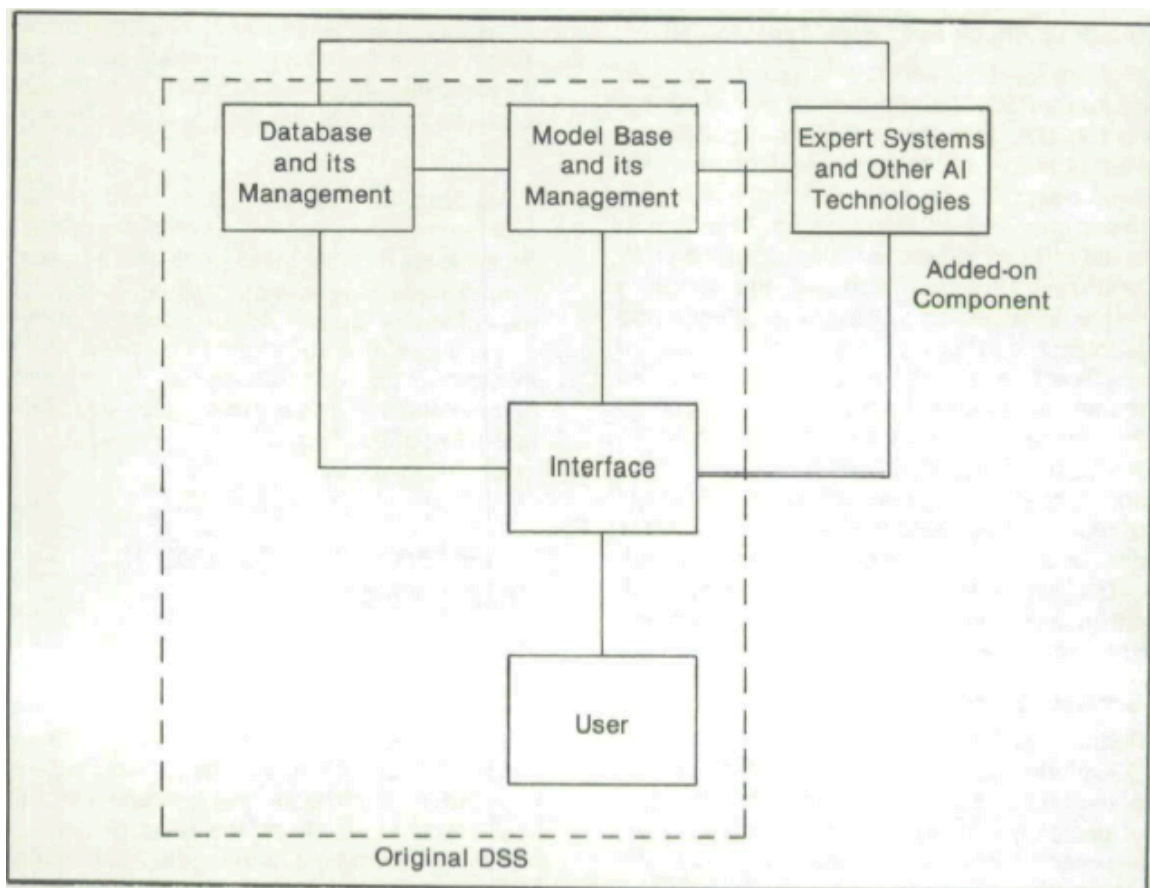 Database
and its
Management
Model Base
and its
Management
Expert Systems
and Other AI
Technologies
Added-on
Component
Interface
User
Original DSS